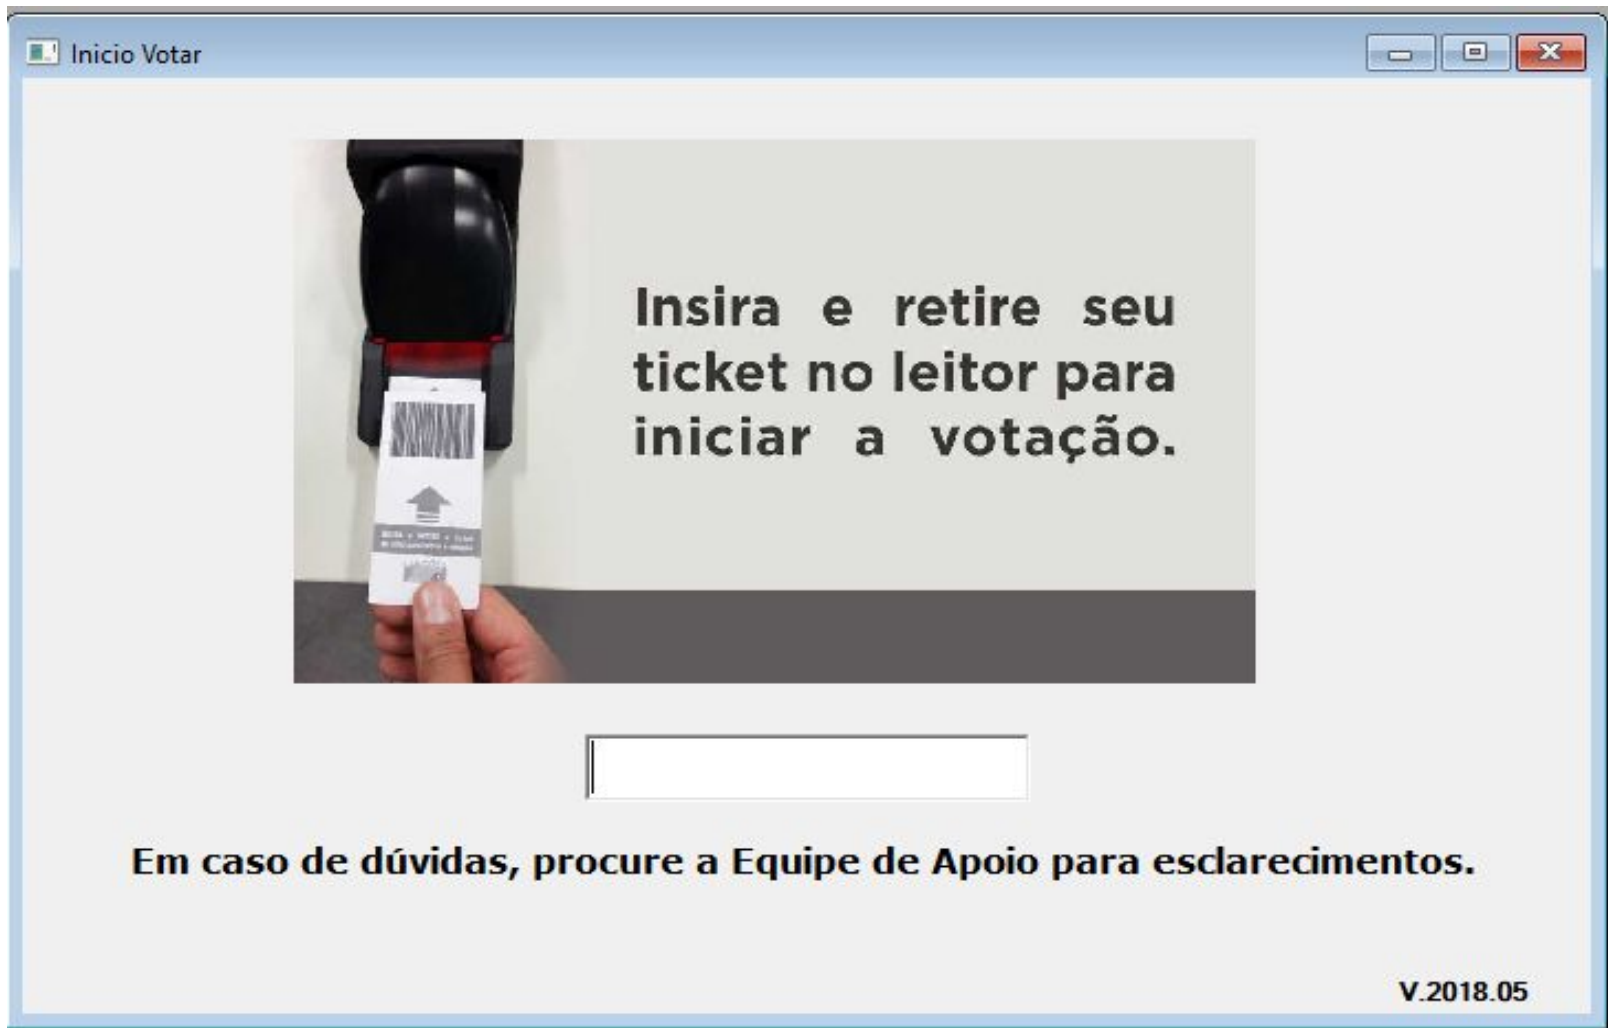 Inicio Votar
Insira e retire seu
ticket no leitor para
iniciar a votação.
Em caso de dúvidas, procure a Equipe de Apoio para esclarecimentos.
V.2018.05